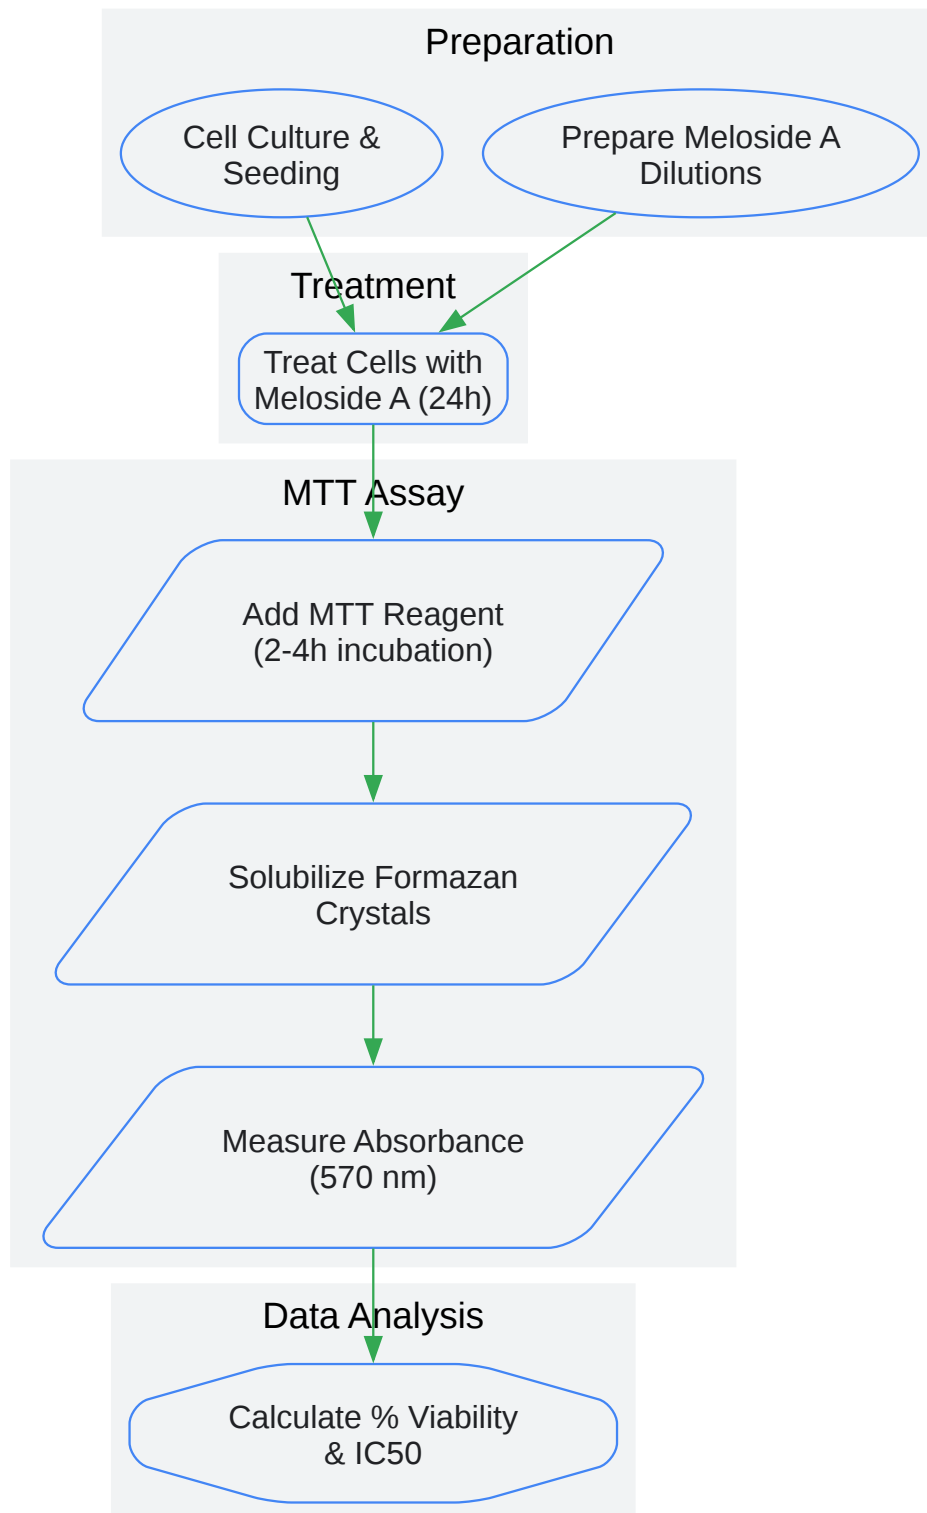 Preparation
Cell Culture &
Seeding
Prepare Meloside A
Dilutions
Treatment
Treat Cells with
Meloside A (24h)
MTT Assay
Add MTT Reagent
(2-4h incubation)
Solubilize Formazan
Crystals
Measure Absorbance
(570 nm)
Data Analysis
Calculate % Viability
& IC50